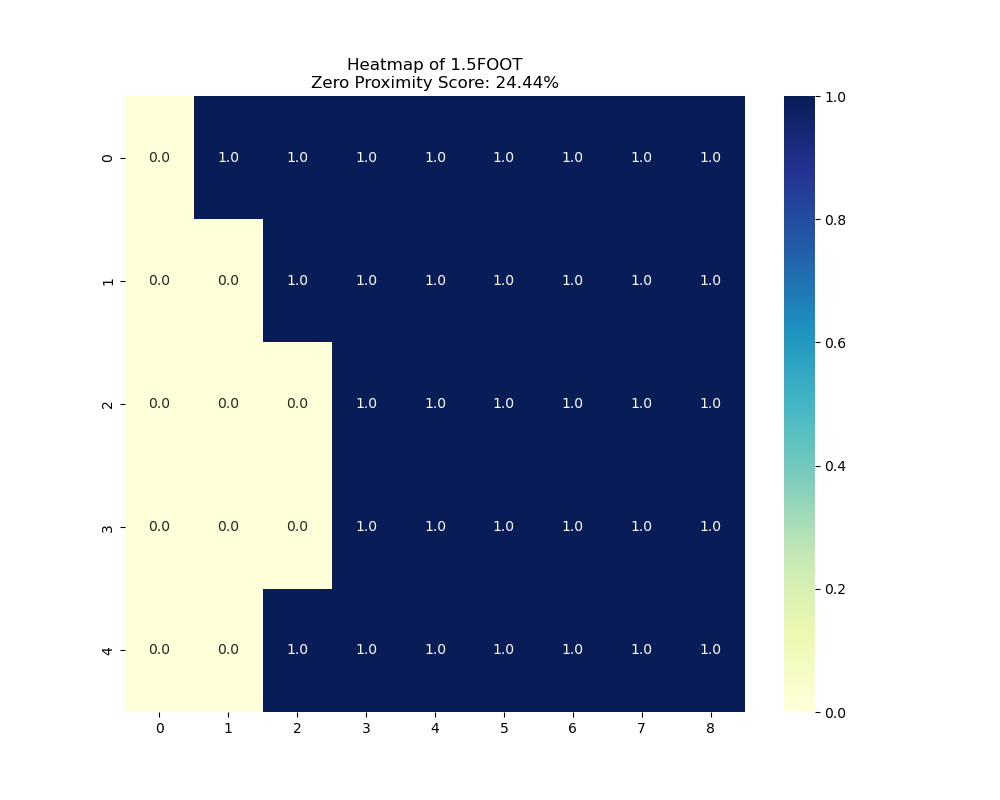 Heatmap of 1.5FOOT
Zero Proximity Score: 24.44%
0 0.0 1.0 1.0 1.0 1.0 1.0 1.0 1.0 1.0
1 0.0 0.0 1.0 1.0 1.0 1.0 1.0 1.0 1.0
2 0.0 0.0 0.0 1.0 1.0 1.0 1.0 1.0 1.0
3 0.0 0.0 0.0 1.0 1.0 1.0 1.0 1.0 1.0
4 0.0 0.0 1.0 1.0 1.0 1.0 1.0 1.0 1.0
0 1 2 3 4 5 6 7 8
1.0
0.8
0.6
0.4
0.2
0.0